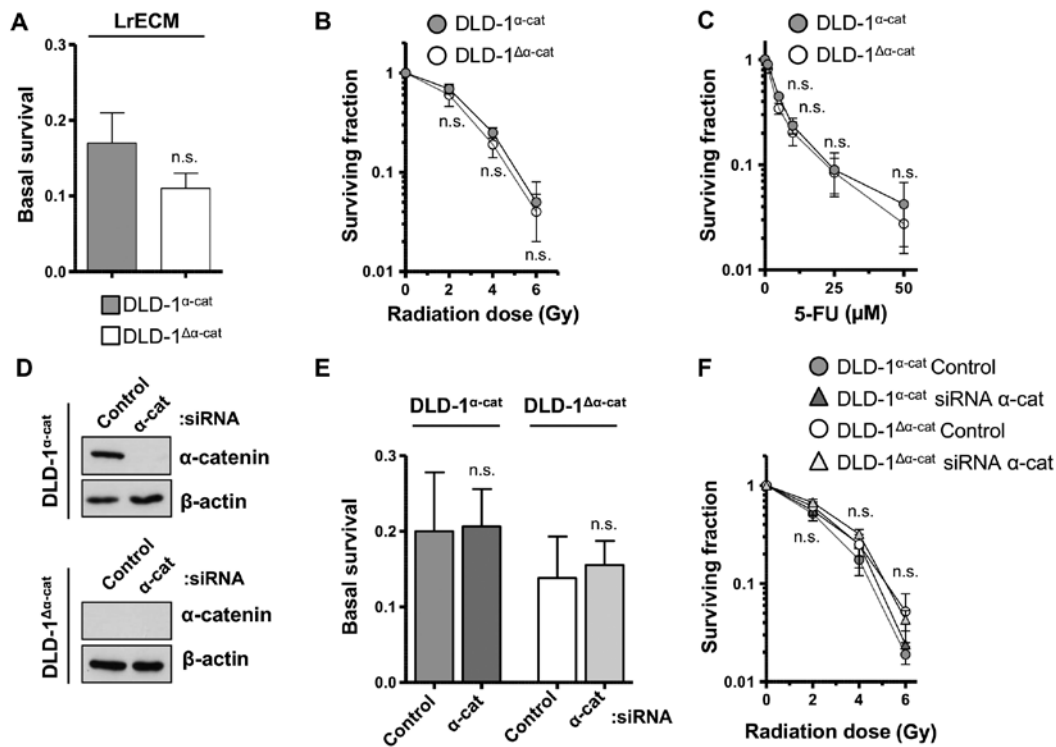 A
LrECM
Basal survival
0.3
0.2
0.1
0.0
n.s.
DLD-1α-cat
DLD-1Δα-cat
B
DLD-1α-cat
DLD-1Δα-cat
Surviving fraction
1
0.1
0.01
n.s.
n.s.
n.s.
0 2 4 6
Radiation dose (Gy)
C
DLD-1α-cat
DLD-1Δα-cat
Surviving fraction
1
0.1
0.01
n.s.
n.s.
n.s.
n.s.
0 25 50
5-FU (µM)
D
DLD-1α-cat
Control
α-cat
:siRNA
α-catenin
β-actin
DLD-1Δα-cat
Control
α-cat
:siRNA
α-catenin
β-actin
E
DLD-1α-cat
DLD-1Δα-cat
Basal survival
0.3
0.2
0.1
0.0
n.s.
n.s.
Control
α-cat
Control
α-cat
:siRNA
F
DLD-1α-cat Control
DLD-1α-cat siRNA α-cat
DLD-1Δα-cat Control
DLD-1Δα-cat siRNA α-cat
Surviving fraction
1
0.1
0.01
n.s.
n.s.
n.s.
0 2 4 6
Radiation dose (Gy)